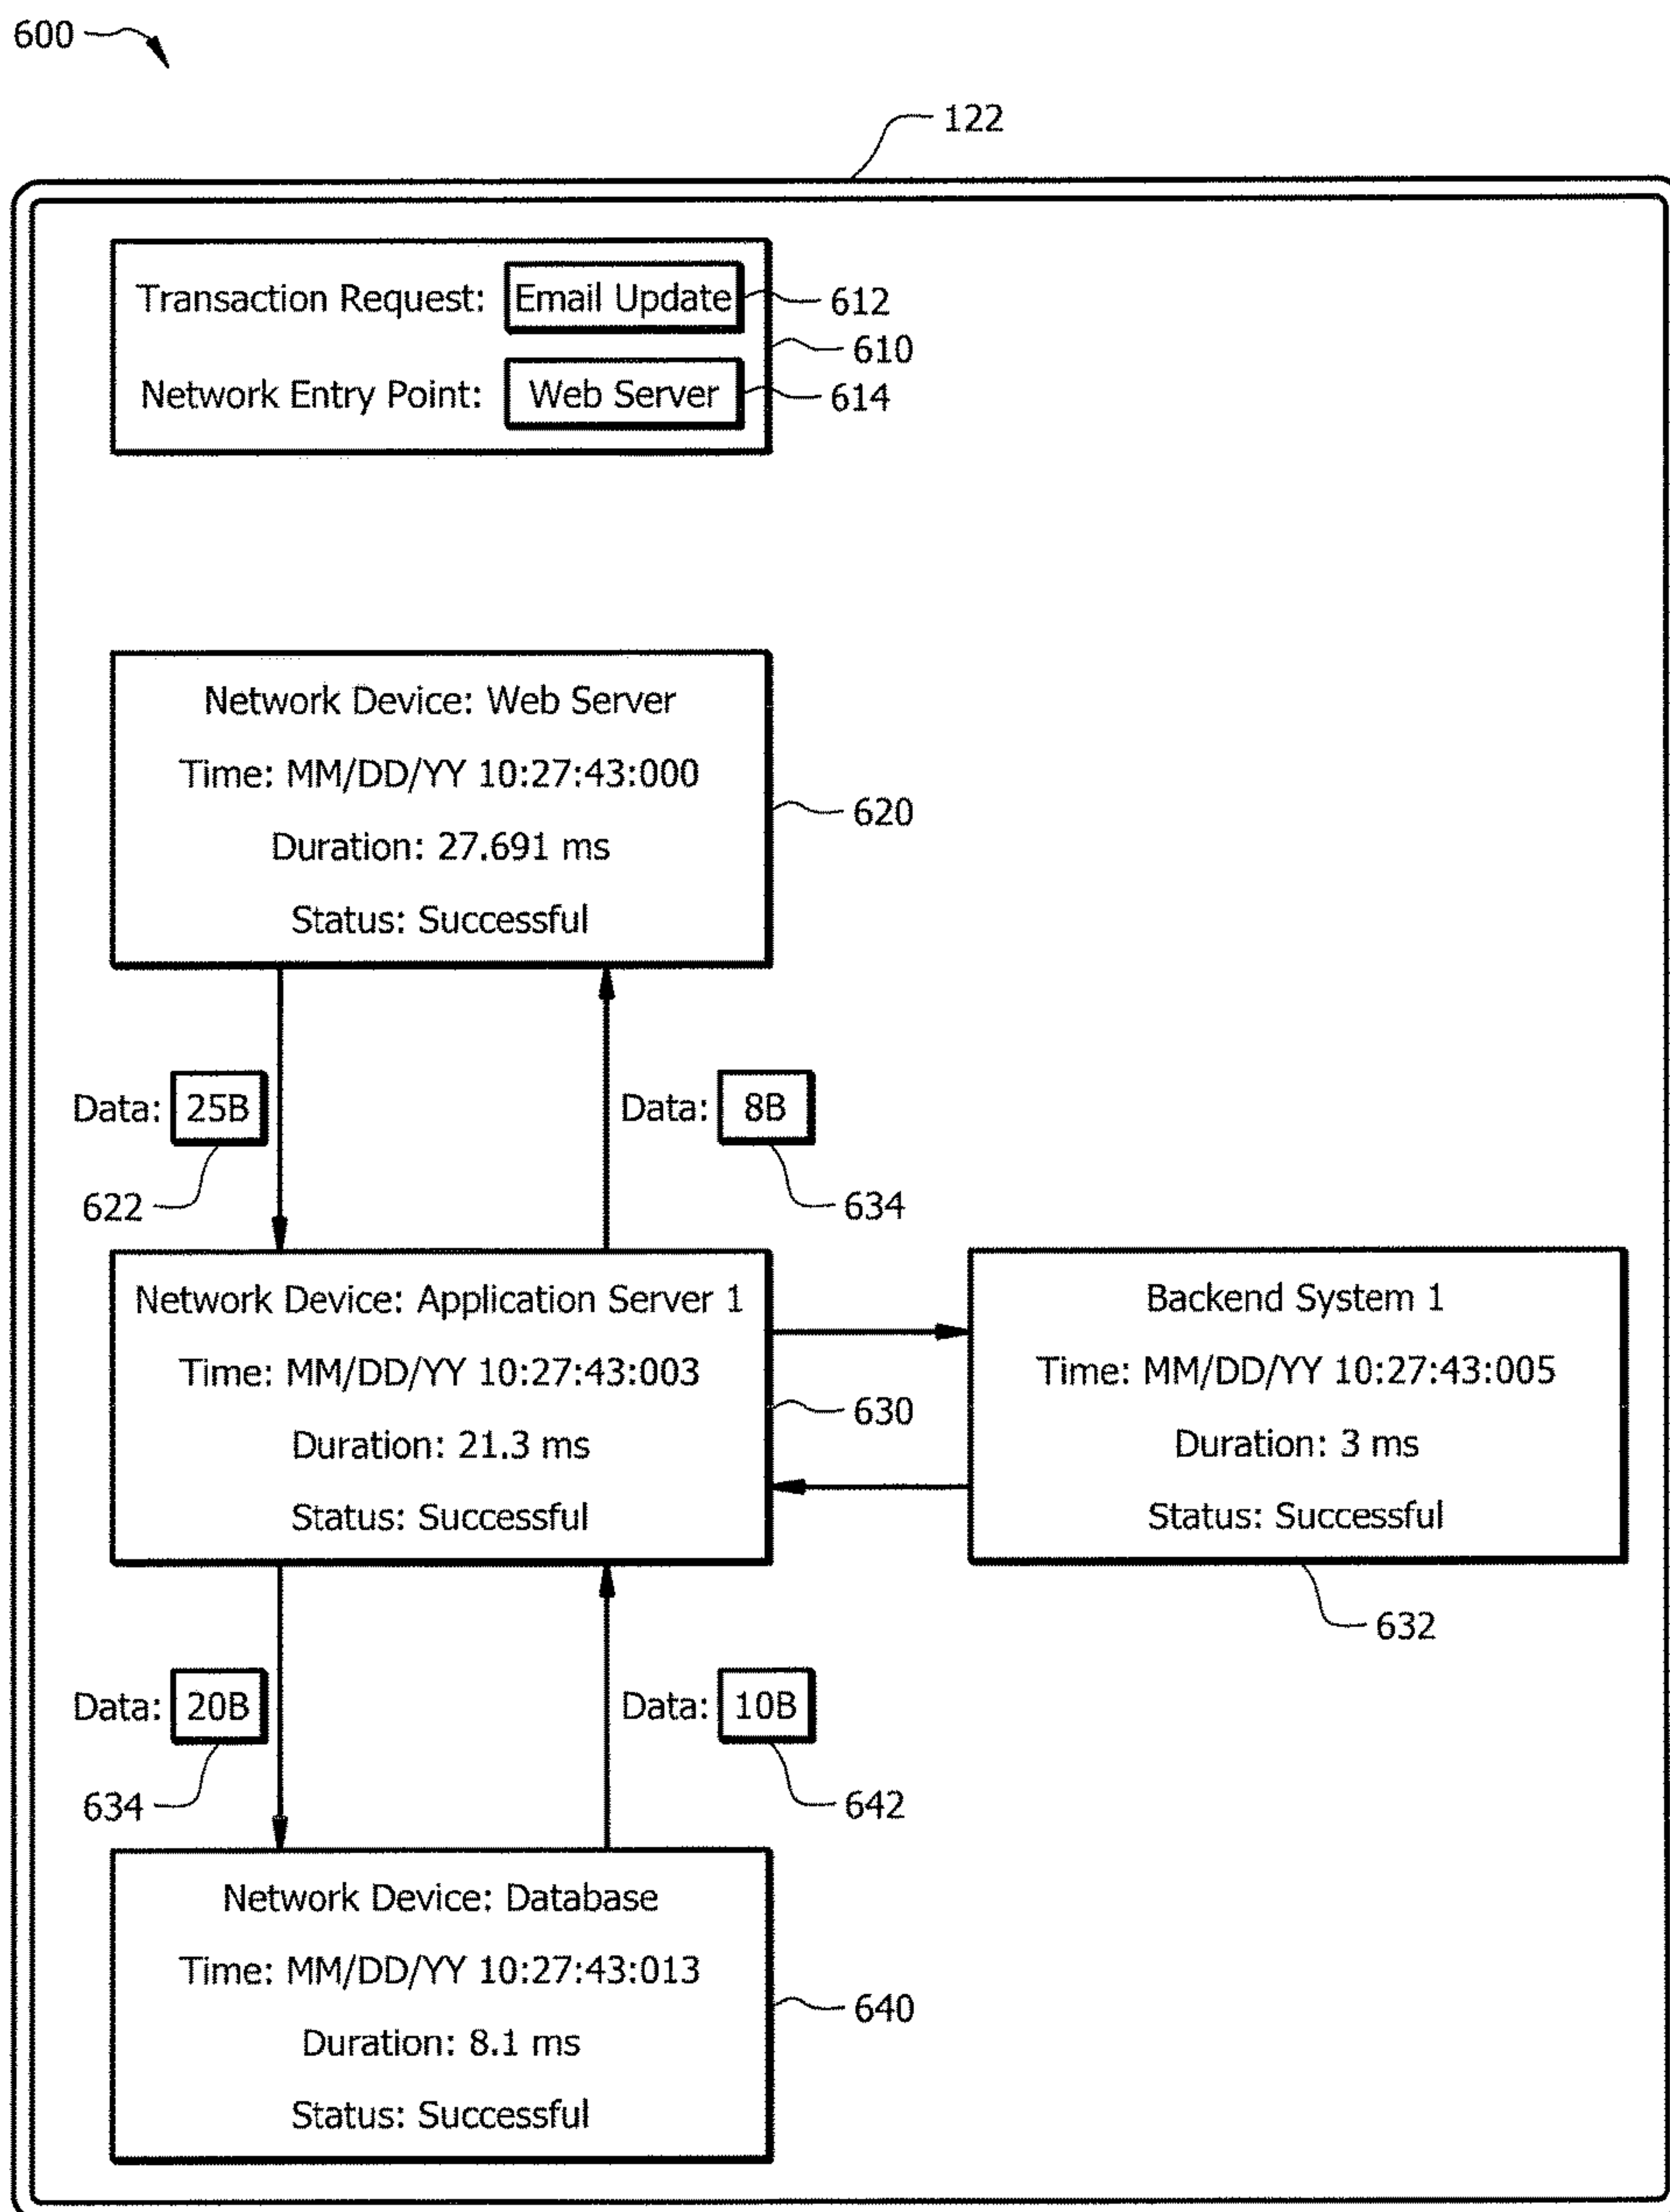 600
122
Transaction Request: Email Update
612
610
Network Entry Point: Web Server
614
Network Device: Web Server
Time: MM/DD/YY 10:27:43:000
Duration: 27.691 ms
Status: Successful
620
Data: 25B
Data: 8B
622
634
Network Device: Application Server 1
Time: MM/DD/YY 10:27:43:003
Duration: 21.3 ms
Status: Successful
630
Backend System 1
Time: MM/DD/YY 10:27:43:005
Duration: 3 ms
Status: Successful
632
Data: 20B
Data: 10B
634
642
Network Device: Database
Time: MM/DD/YY 10:27:43:013
Duration: 8.1 ms
Status: Successful
640